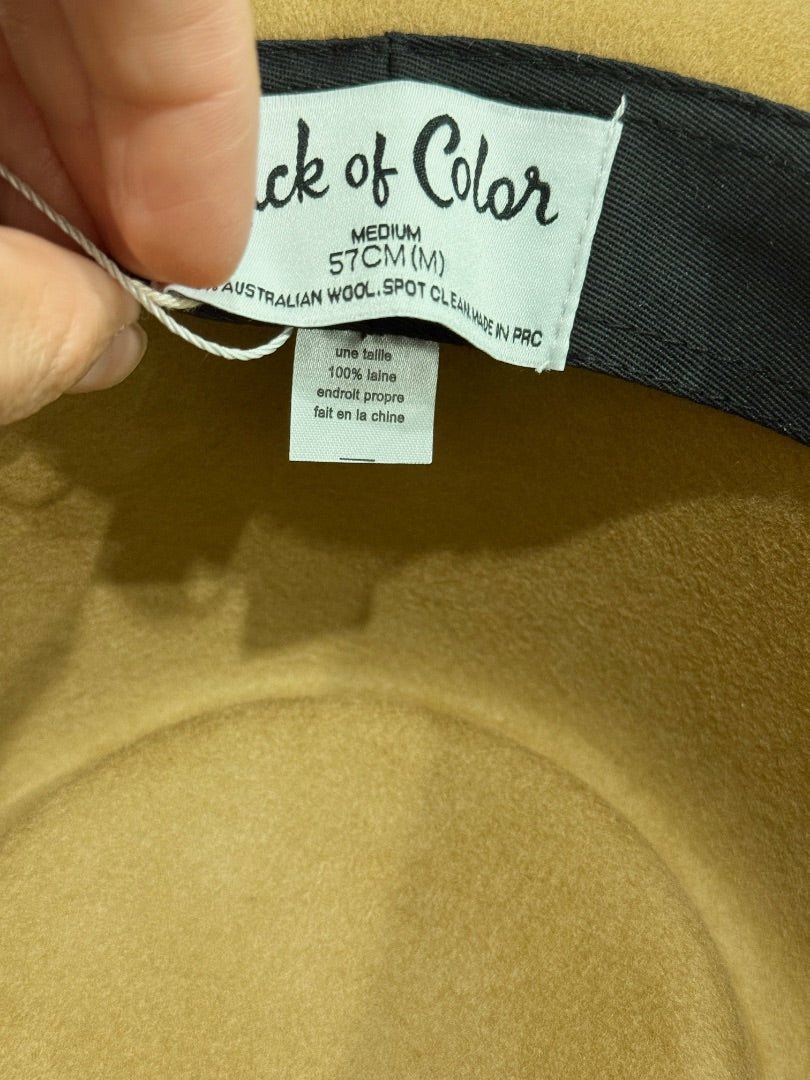 ck of Color
MEDIUM
57CM(M)
% AUSTRALIAN WOOL. SPOT CLEAN. MADE IN PRC
une taille
100% laine
endroit propre
fait en la chine